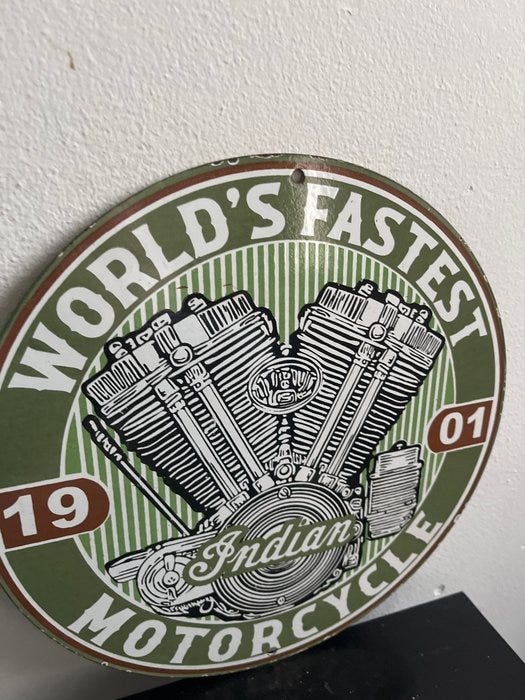 WORLD'S FASTEST
19 01
Indian
MOTORCYCLE